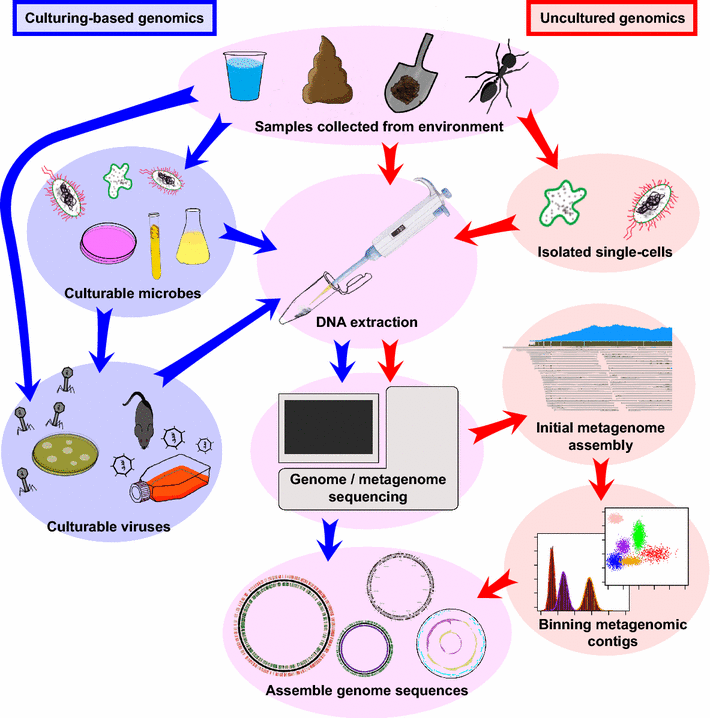 Culturing-based genomics
Uncultured genomics
Samples collected from environment
Culturable microbes
Isolated single-cells
DNA extraction
Initial metagenome
assembly
Genome / metagenome
sequencing
Culturable viruses
Binning metagenomic
contigs
Assemble genome sequences